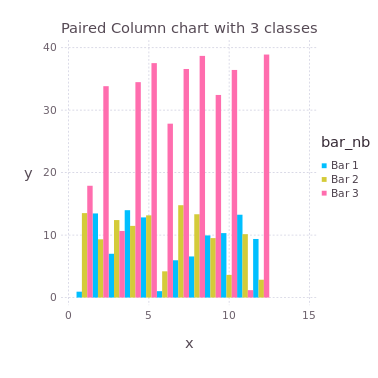 Paired Column chart with 3 classes
40
30
20
10
0
y
0 5 10 15
x
bar_nb
Bar 1
Bar 2
Bar 3